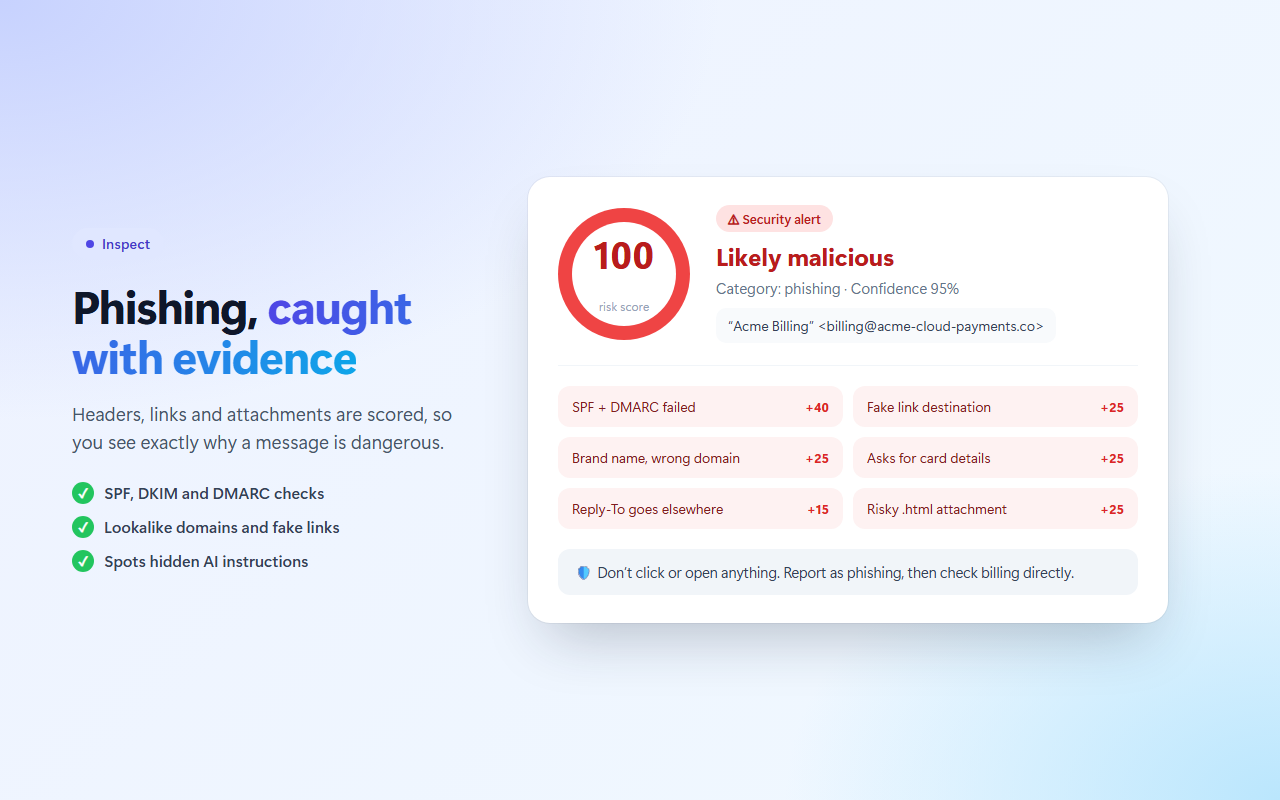 Inspect
Phishing, caught
with evidence
Headers, links and attachments are scored, so
you see exactly why a message is dangerous.
SPF, DKIM and DMARC checks
Lookalike domains and fake links
Spots hidden AI instructions
100
risk score
⚠ Security alert
Likely malicious
Category: phishing · Confidence 95%
“Acme Billing” <billing@acme-cloud-payments.co>
SPF + DMARC failed +40
Fake link destination +25
Brand name, wrong domain +25
Asks for card details +25
Reply-To goes elsewhere +15
Risky .html attachment +25
Don’t click or open anything. Report as phishing, then check billing directly.